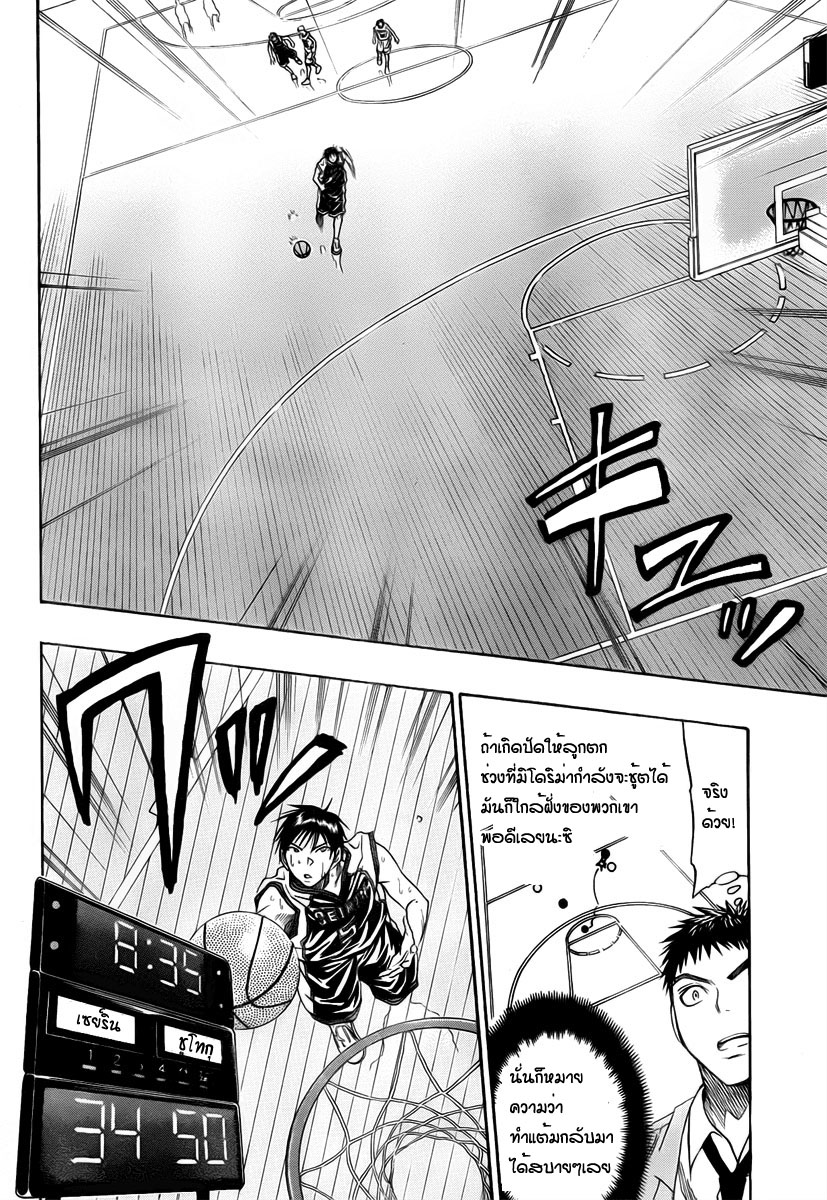 キュッ
จริง
ด้วย!
ถ้าเกิดปัดให้ลูกตก
ช่วงที่มิโดริม่ากำลังจะชู้ตได้
มันก็ใกล้ฝั่งของพวกเขา
พอดีเลยนะซิ
นั่นก็หมาย
ความว่า
ทำแต้มกลับมา
ได้สบายๆเลย
8:35
เซย์ริน
ชูโทกุ
1 2 3 4
34 50